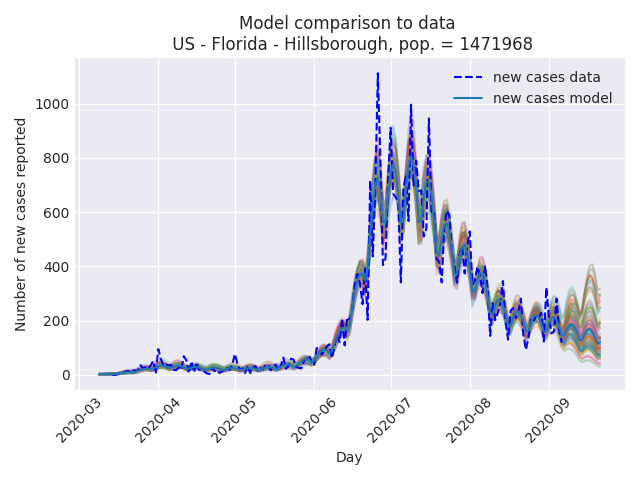 Model comparison to data
US - Florida - Hillsborough, pop. = 1471968
new cases data
new cases model
Number of new cases reported
1000
800
600
400
200
0
2020-03
2020-04
2020-05
2020-06
2020-07
2020-08
2020-09
Day